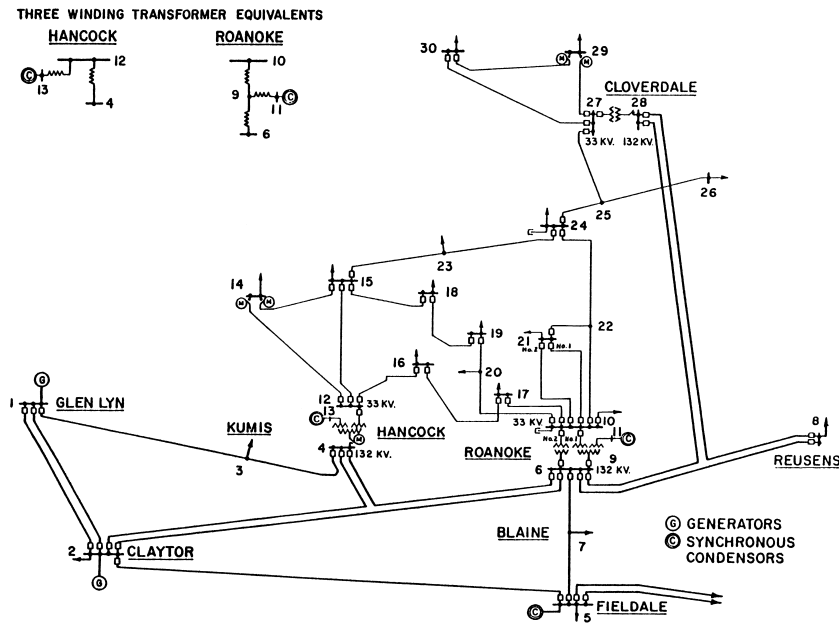 THREE WINDING TRANSFORMER EQUIVALENTS
HANCOCK
ROANOKE
12
C
13
4
10
9
C
11
6
30
29
M
M
CLOVERDALE
27
28
33 KV.
132 KV.
26
25
24
23
14
M
M
15
18
22
19
21
No. 2
No. 1
16
20
17
1
G
GLEN LYN
12
33 KV.
13
C
HANCOCK
M
4
132 KV.
KUMIS
3
33 KV.
10
No. 2
No. 1
11
C
ROANOKE
9
6
132 KV.
8
REUSENS
2
CLAYTOR
G
BLAINE
7
G GENERATORS
C SYNCHRONOUS
CONDENSORS
C
5
FIELDALE